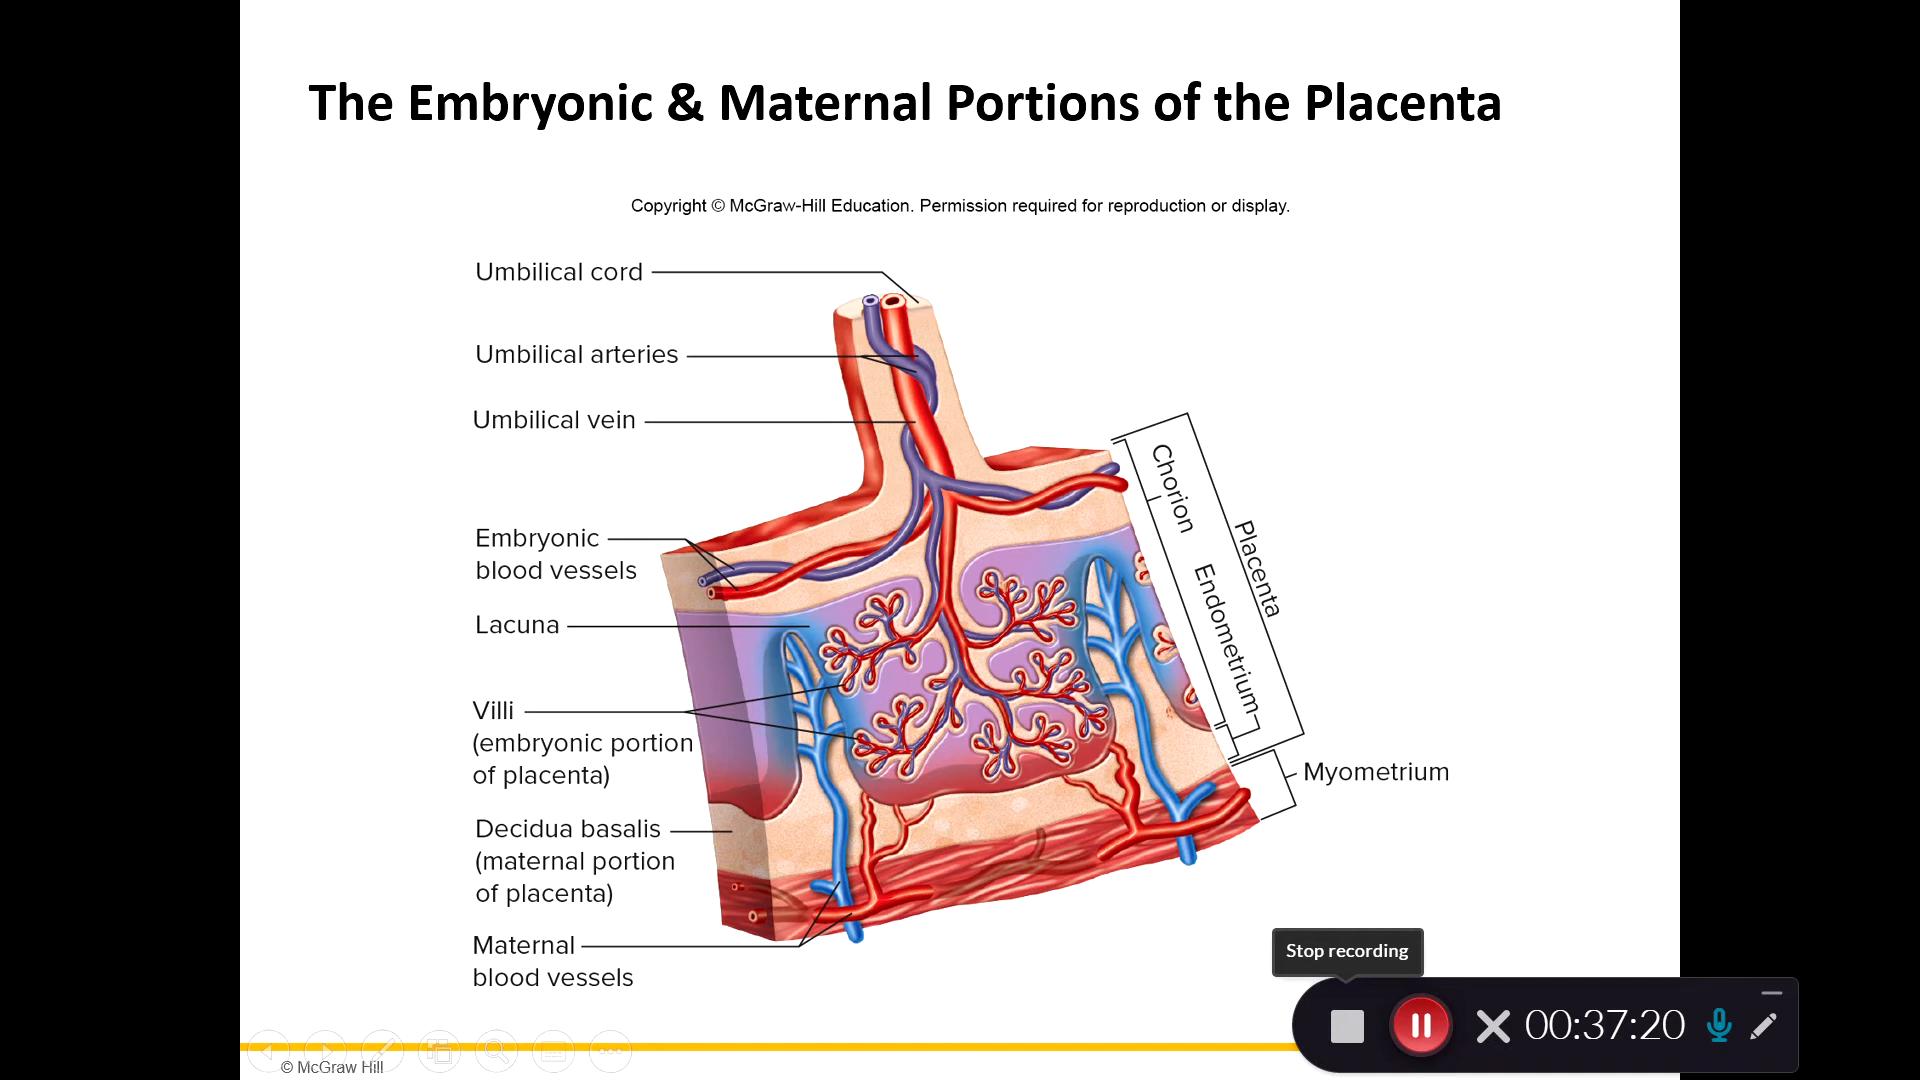 The Embryonic & Maternal Portions of the Placenta
Copyright © McGraw-Hill Education. Permission required for reproduction or display.
Umbilical cord
Umbilical arteries
Umbilical vein
Embryonic
blood vessels
Lacuna
Villi
(embryonic portion
of placenta)
Decidua basalis
(maternal portion
of placenta)
Maternal
blood vessels
Chorion
Endometrium
Placenta
Myometrium
Stop recording
00:37:20
© McGraw Hill